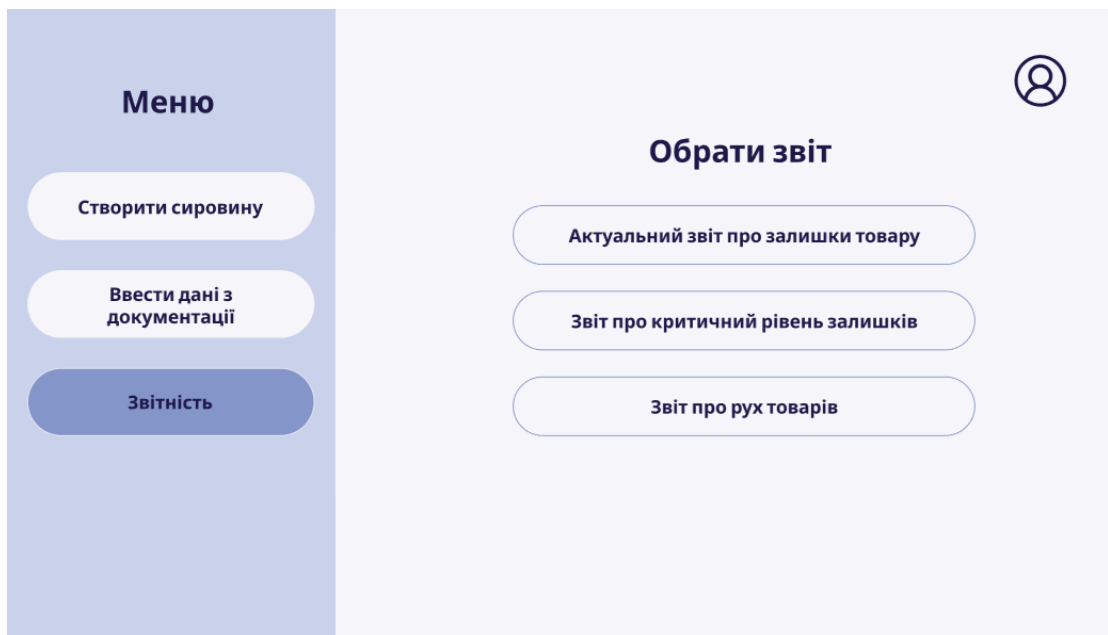 Меню
Створити сировину
Ввести дані з
документації
Звітність
Обрати звіт
Актуальний звіт про залишки товару
Звіт про критичний рівень залишків
Звіт про рух товарів